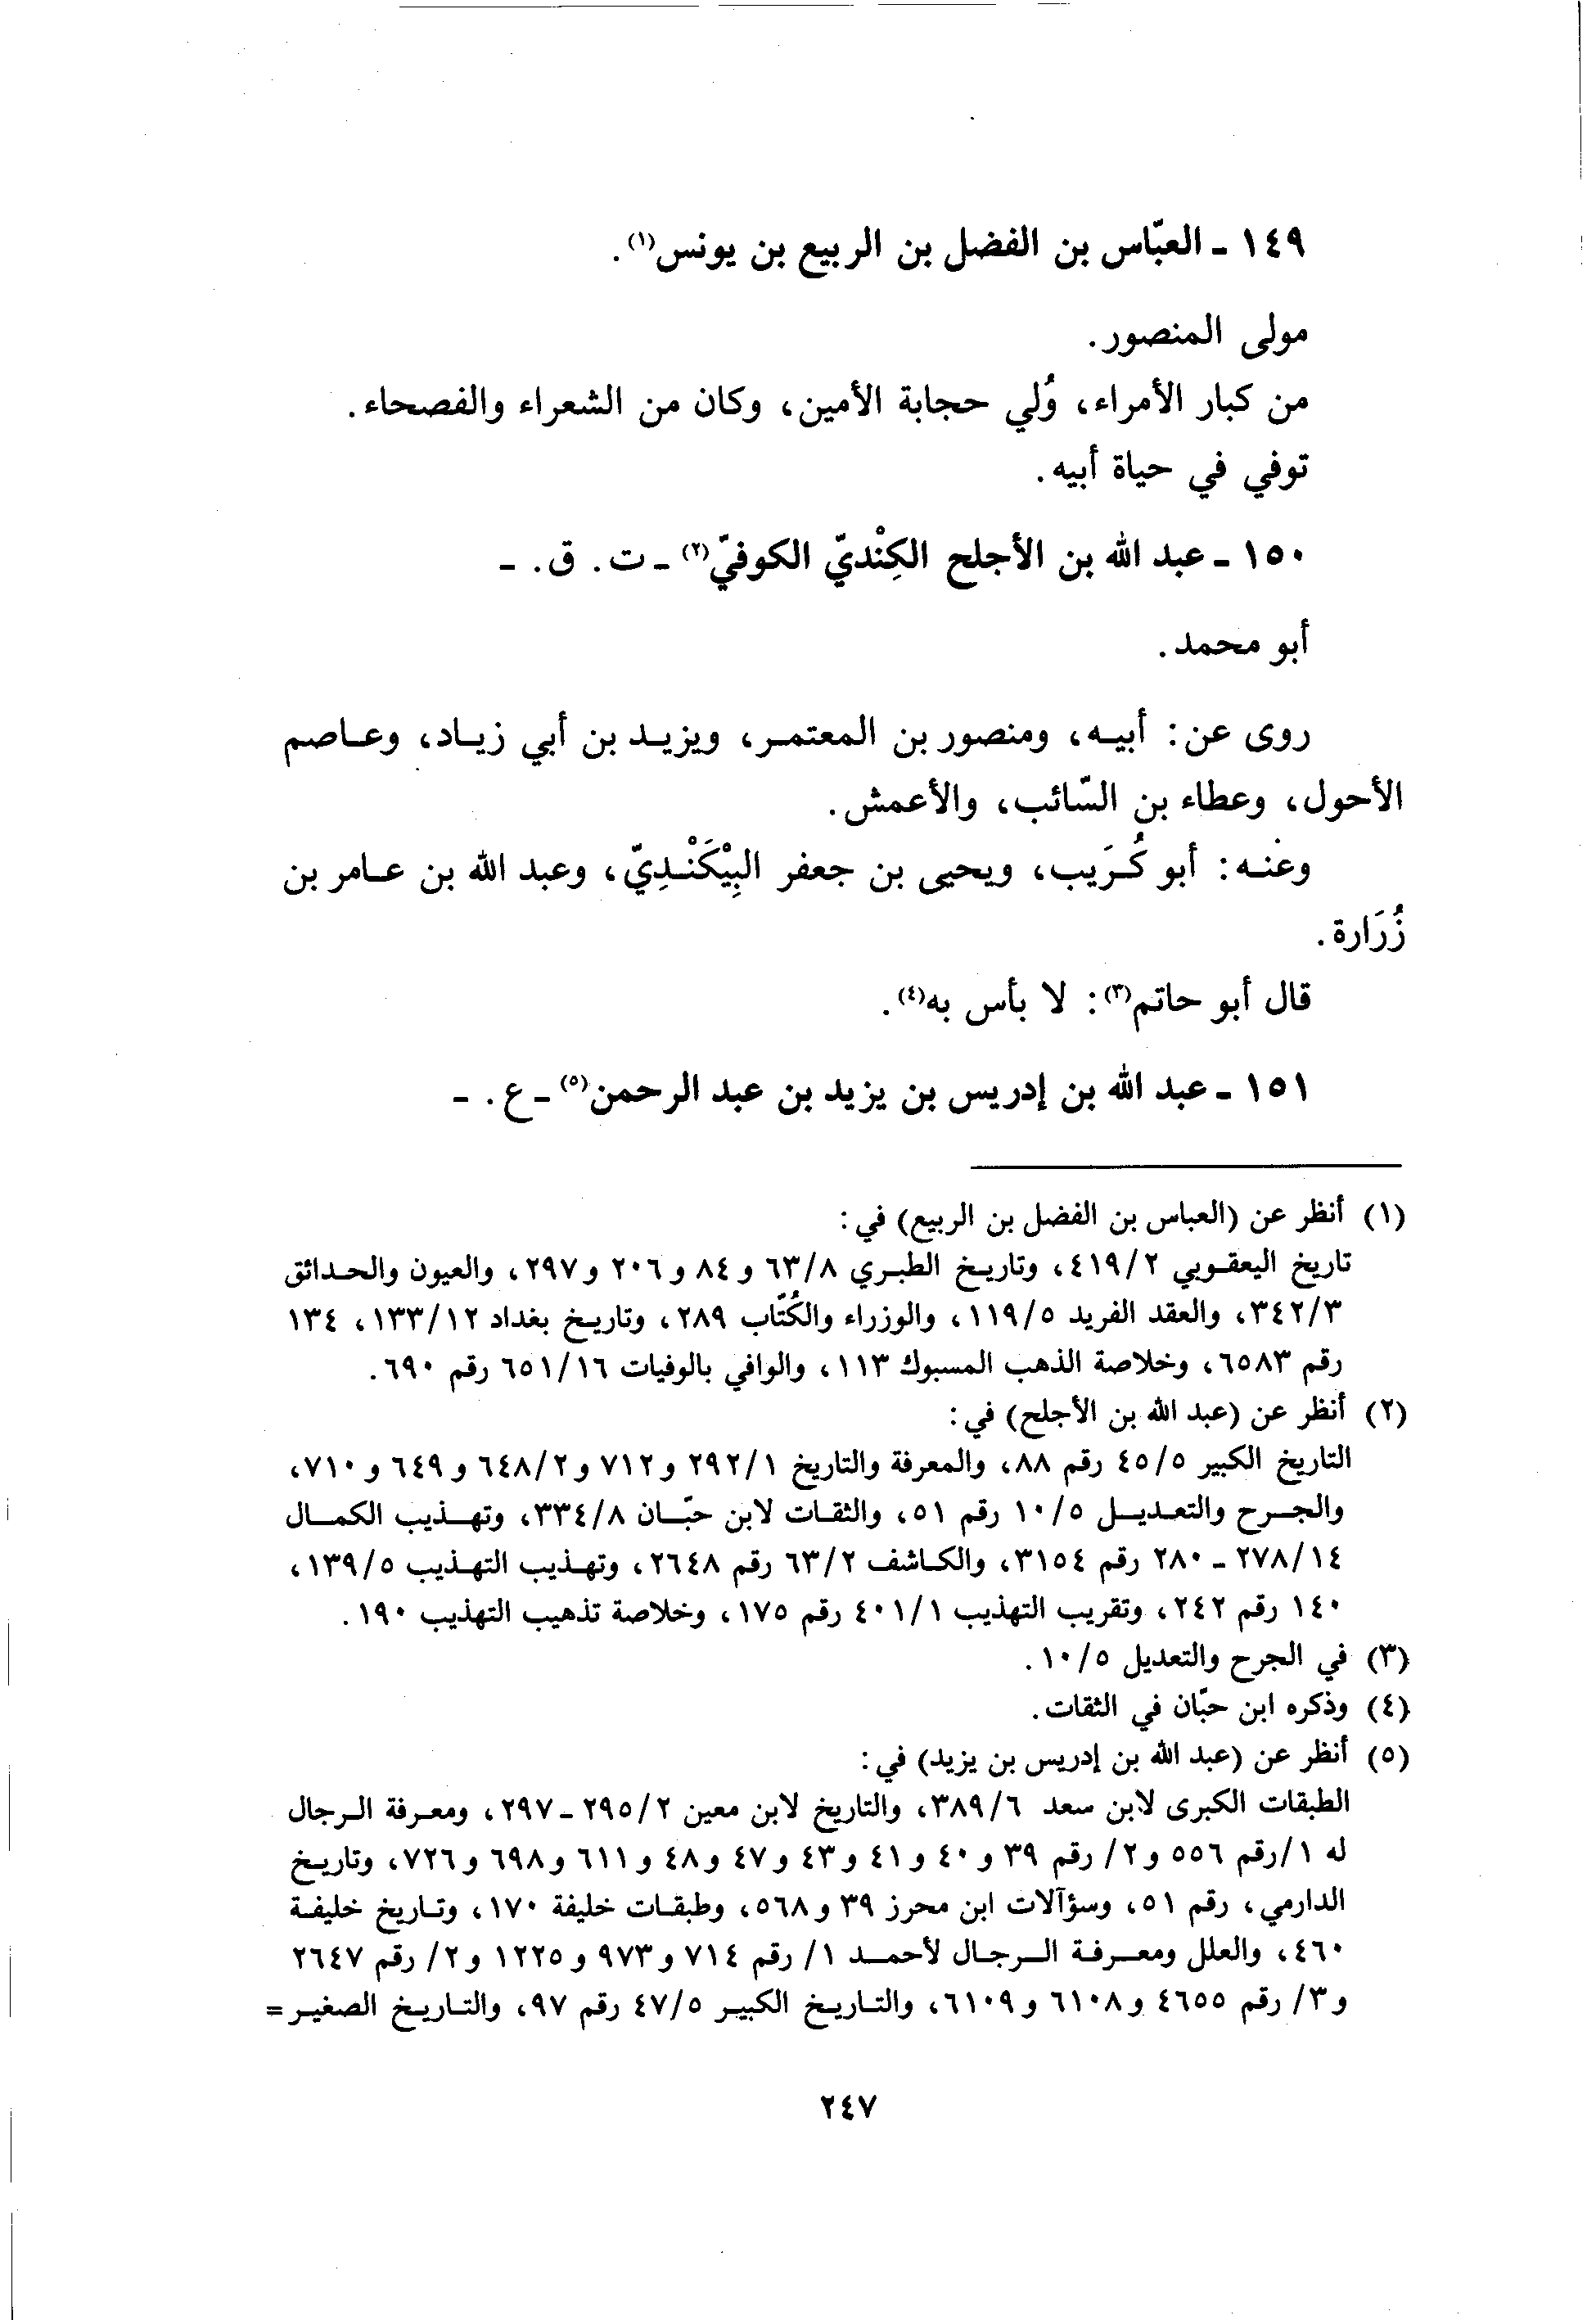 ١٤٩ - العبّاس بن الفضل بن الربيع بن يونس(١).
مولى المنصور.
من كبار الأمراء، وُلي حجابة الأمين، وكان من الشعراء والفصحاء.
توفي في حياة أبيه.
١٥٠ - عبد الله بن الأجلح الكِنْديّ الكوفيّ(٢) - ت. ق. -
أبو محمد.
روى عن: أبيه، ومنصور بن المعتمر، ويزيد بن أبي زياد، وعاصم
الأحول، وعطاء بن السّائب، والأعمش.
وعنه: أبو كُرَيب، ويحيى بن جعفر البِيْكَنْدِيّ، وعبد الله بن عامر بن
زُرَارة.
قال أبو حاتم(٣): لا بأس به(٤).
١٥١ - عبد الله بن إدريس بن يزيد بن عبد الرحمن(٥) - ع. -
(١) أنظر عن (العباس بن الفضل بن الربيع) في:
تاريخ اليعقوبي ٤١٩/٢، وتاريخ الطبري ٦٣/٨ و ٨٤ و ٢٠٦ و ٢٩٧، والعيون والحدائق
٣٤٢/٣، والعقد الفريد ١١٩/٥، والوزراء والكُتّاب ٢٨٩، وتاريخ بغداد ١٣٣/١٢، ١٣٤
رقم ٦٥٨٣، وخلاصة الذهب المسبوك ١١٣، والوافي بالوفيات ٦٥١/١٦ رقم ٦٩٠.
(٢) أنظر عن (عبد الله بن الأجلح) في:
التاريخ الكبير ٤٥/٥ رقم ٨٨، والمعرفة والتاريخ ٢٩٢/١ و٧١٢ و٦٤٨/٢ و٦٤٩ و٧١٠،
والجرح والتعديل ١٠/٥ رقم ٥١، والثقات لابن حبّان ٣٣٤/٨، وتهذيب الكمال
٢٧٨/١٤ - ٢٨٠ رقم ٣١٥٤، والكاشف ٦٣/٢ رقم ٢٦٤٨، وتهذيب التهذيب ١٣٩/٥،
١٤٠ رقم ٢٤٢، وتقريب التهذيب ٤٠١/١ رقم ١٧٥، وخلاصة تذهيب التهذيب ١٩٠.
(٣) في الجرح والتعديل ١٠/٥.
(٤) وذكره ابن حبّان في الثقات.
(٥) أنظر عن (عبد الله بن إدريس بن يزيد) في:
الطبقات الكبرى لابن سعد ٣٨٩/٦، والتاريخ لابن معين ٢٩٥/٢ - ٢٩٧، ومعرفة الرجال
له ١/رقم ٥٥٦ و٢/ رقم ٣٩ و٤٠ و٤١ و٤٣ و٤٧ و٤٨ و٦١١ و٦٩٨ و٧٢٦، وتاريخ
الدارمي، رقم ٥١، وسؤآلات ابن محرز ٣٩ و٥٦٨، وطبقات خليفة ١٧٠، وتاريخ خليفة
٤٦٠، والعلل ومعرفة الرجال لأحمد ١/ رقم ٧١٤ و٩٧٣ و١٢٢٥ و٢/ رقم ٢٦٤٧
و٣/ رقم ٤٦٥٥ و٦١٠٨ و٦١٠٩، والتاريخ الكبير ٤٧/٥ رقم ٩٧، والتاريخ الصغير =
٢٤٧